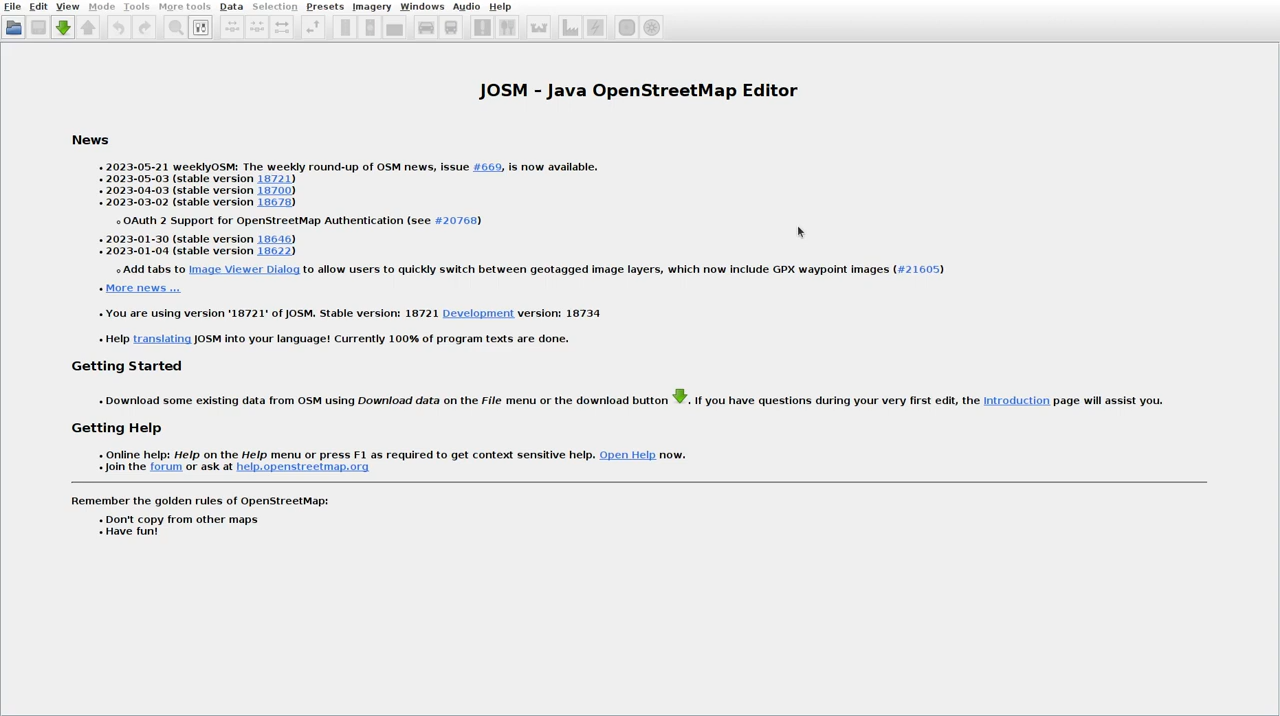 File Edit View Mode Tools More tools Data Selection Presets Imagery Windows Audio Help
JOSM – Java OpenStreetMap Editor
News
• 2023-05-21 weeklyOSM: The weekly round-up of OSM news, issue #669, is now available.
• 2023-05-03 (stable version 18721)
• 2023-04-03 (stable version 18700)
• 2023-03-02 (stable version 18678)
◦ OAuth 2 Support for OpenStreetMap Authentication (see #20768)
• 2023-01-30 (stable version 18646)
• 2023-01-04 (stable version 18622)
◦ Add tabs to Image Viewer Dialog to allow users to quickly switch between geotagged image layers, which now include GPX waypoint images (#21605)
• More news ...
• You are using version '18721' of JOSM. Stable version: 18721 Development version: 18734
• Help translating JOSM into your language! Currently 100% of program texts are done.
Getting Started
• Download some existing data from OSM using Download data on the File menu or the download button . If you have questions during your very first edit, the Introduction page will assist you.
Getting Help
• Online help: Help on the Help menu or press F1 as required to get context sensitive help. Open Help now.
• Join the forum or ask at help.openstreetmap.org
Remember the golden rules of OpenStreetMap:
• Don't copy from other maps
• Have fun!